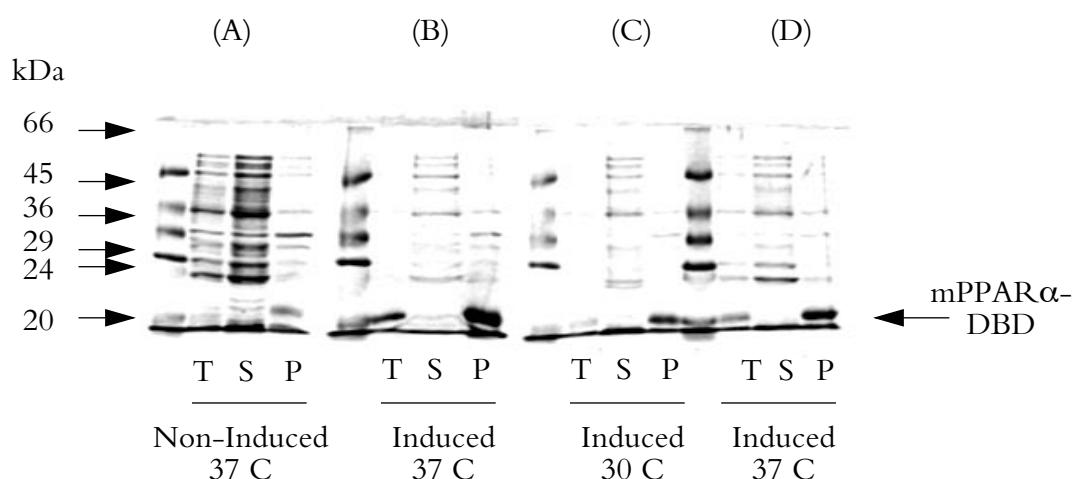 (A) (B) (C) (D)
kDa
66
45
36
29
24
20
mPPARα-
DBD
T S P T S P T S P T S P
Non-Induced Induced Induced Induced
37 C 37 C 30 C 37 C